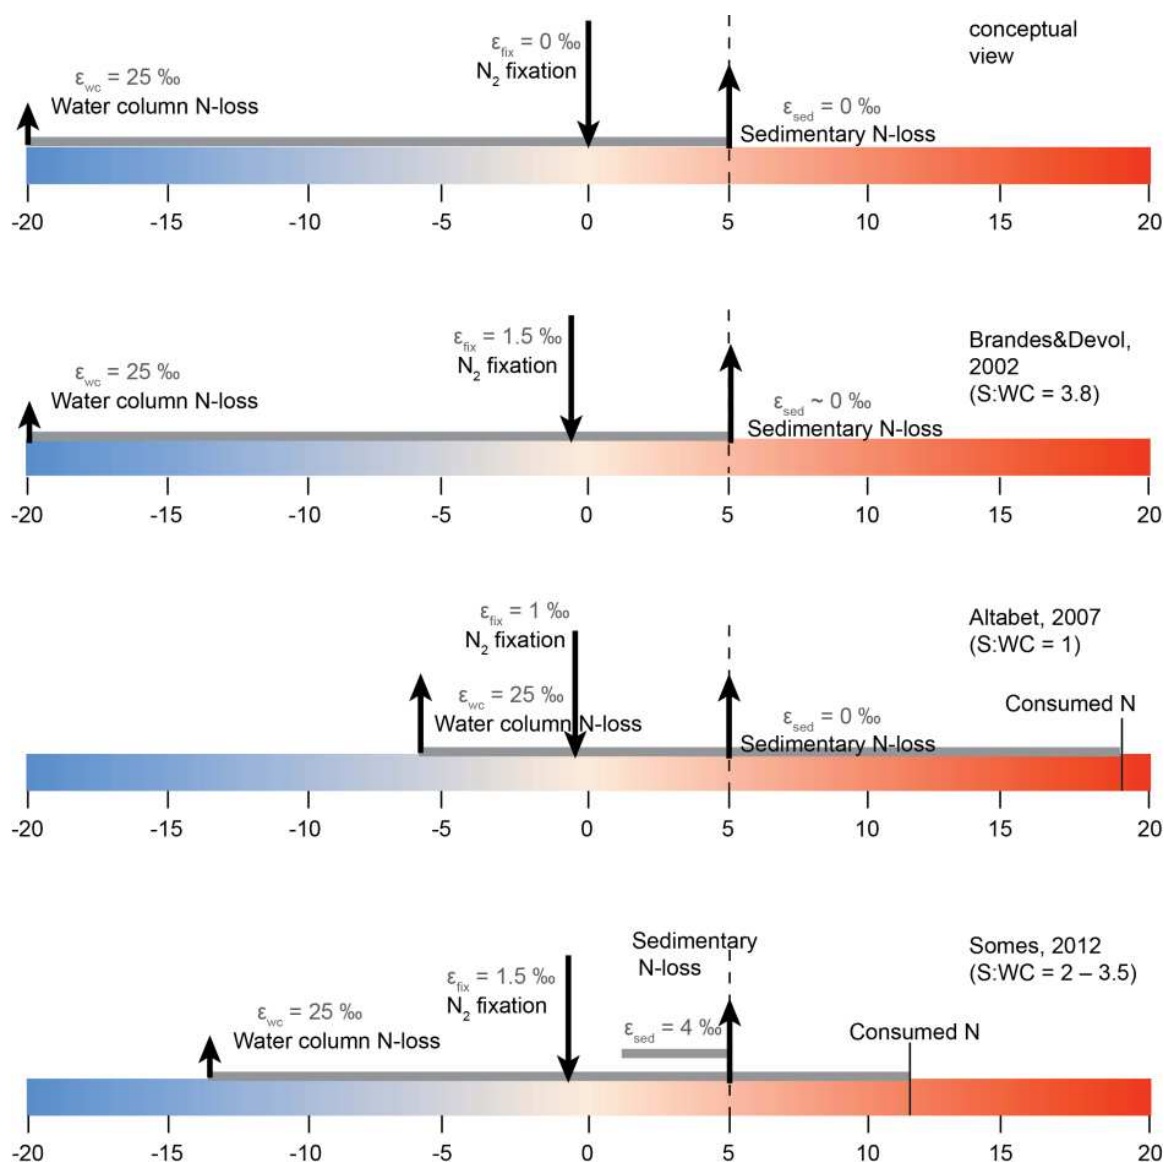 conceptual
view
ε_fix = 0 ‰
N₂ fixation
ε_wc = 25 ‰
Water column N-loss
ε_sed = 0 ‰
Sedimentary N-loss
-20 -15 -10 -5 0 5 10 15 20
Brandes&Devol,
2002
(S:WC = 3.8)
ε_fix = 1.5 ‰
N₂ fixation
ε_wc = 25 ‰
Water column N-loss
ε_sed ~ 0 ‰
Sedimentary N-loss
-20 -15 -10 -5 0 5 10 15 20
Altabet, 2007
(S:WC = 1)
ε_fix = 1 ‰
N₂ fixation
ε_wc = 25 ‰
Water column N-loss
ε_sed = 0 ‰
Sedimentary N-loss
Consumed N
-20 -15 -10 -5 0 5 10 15 20
Somes, 2012
(S:WC = 2 – 3.5)
Sedimentary
N-loss
ε_fix = 1.5 ‰
N₂ fixation
ε_wc = 25 ‰
Water column N-loss
ε_sed = 4 ‰
Consumed N
-20 -15 -10 -5 0 5 10 15 20